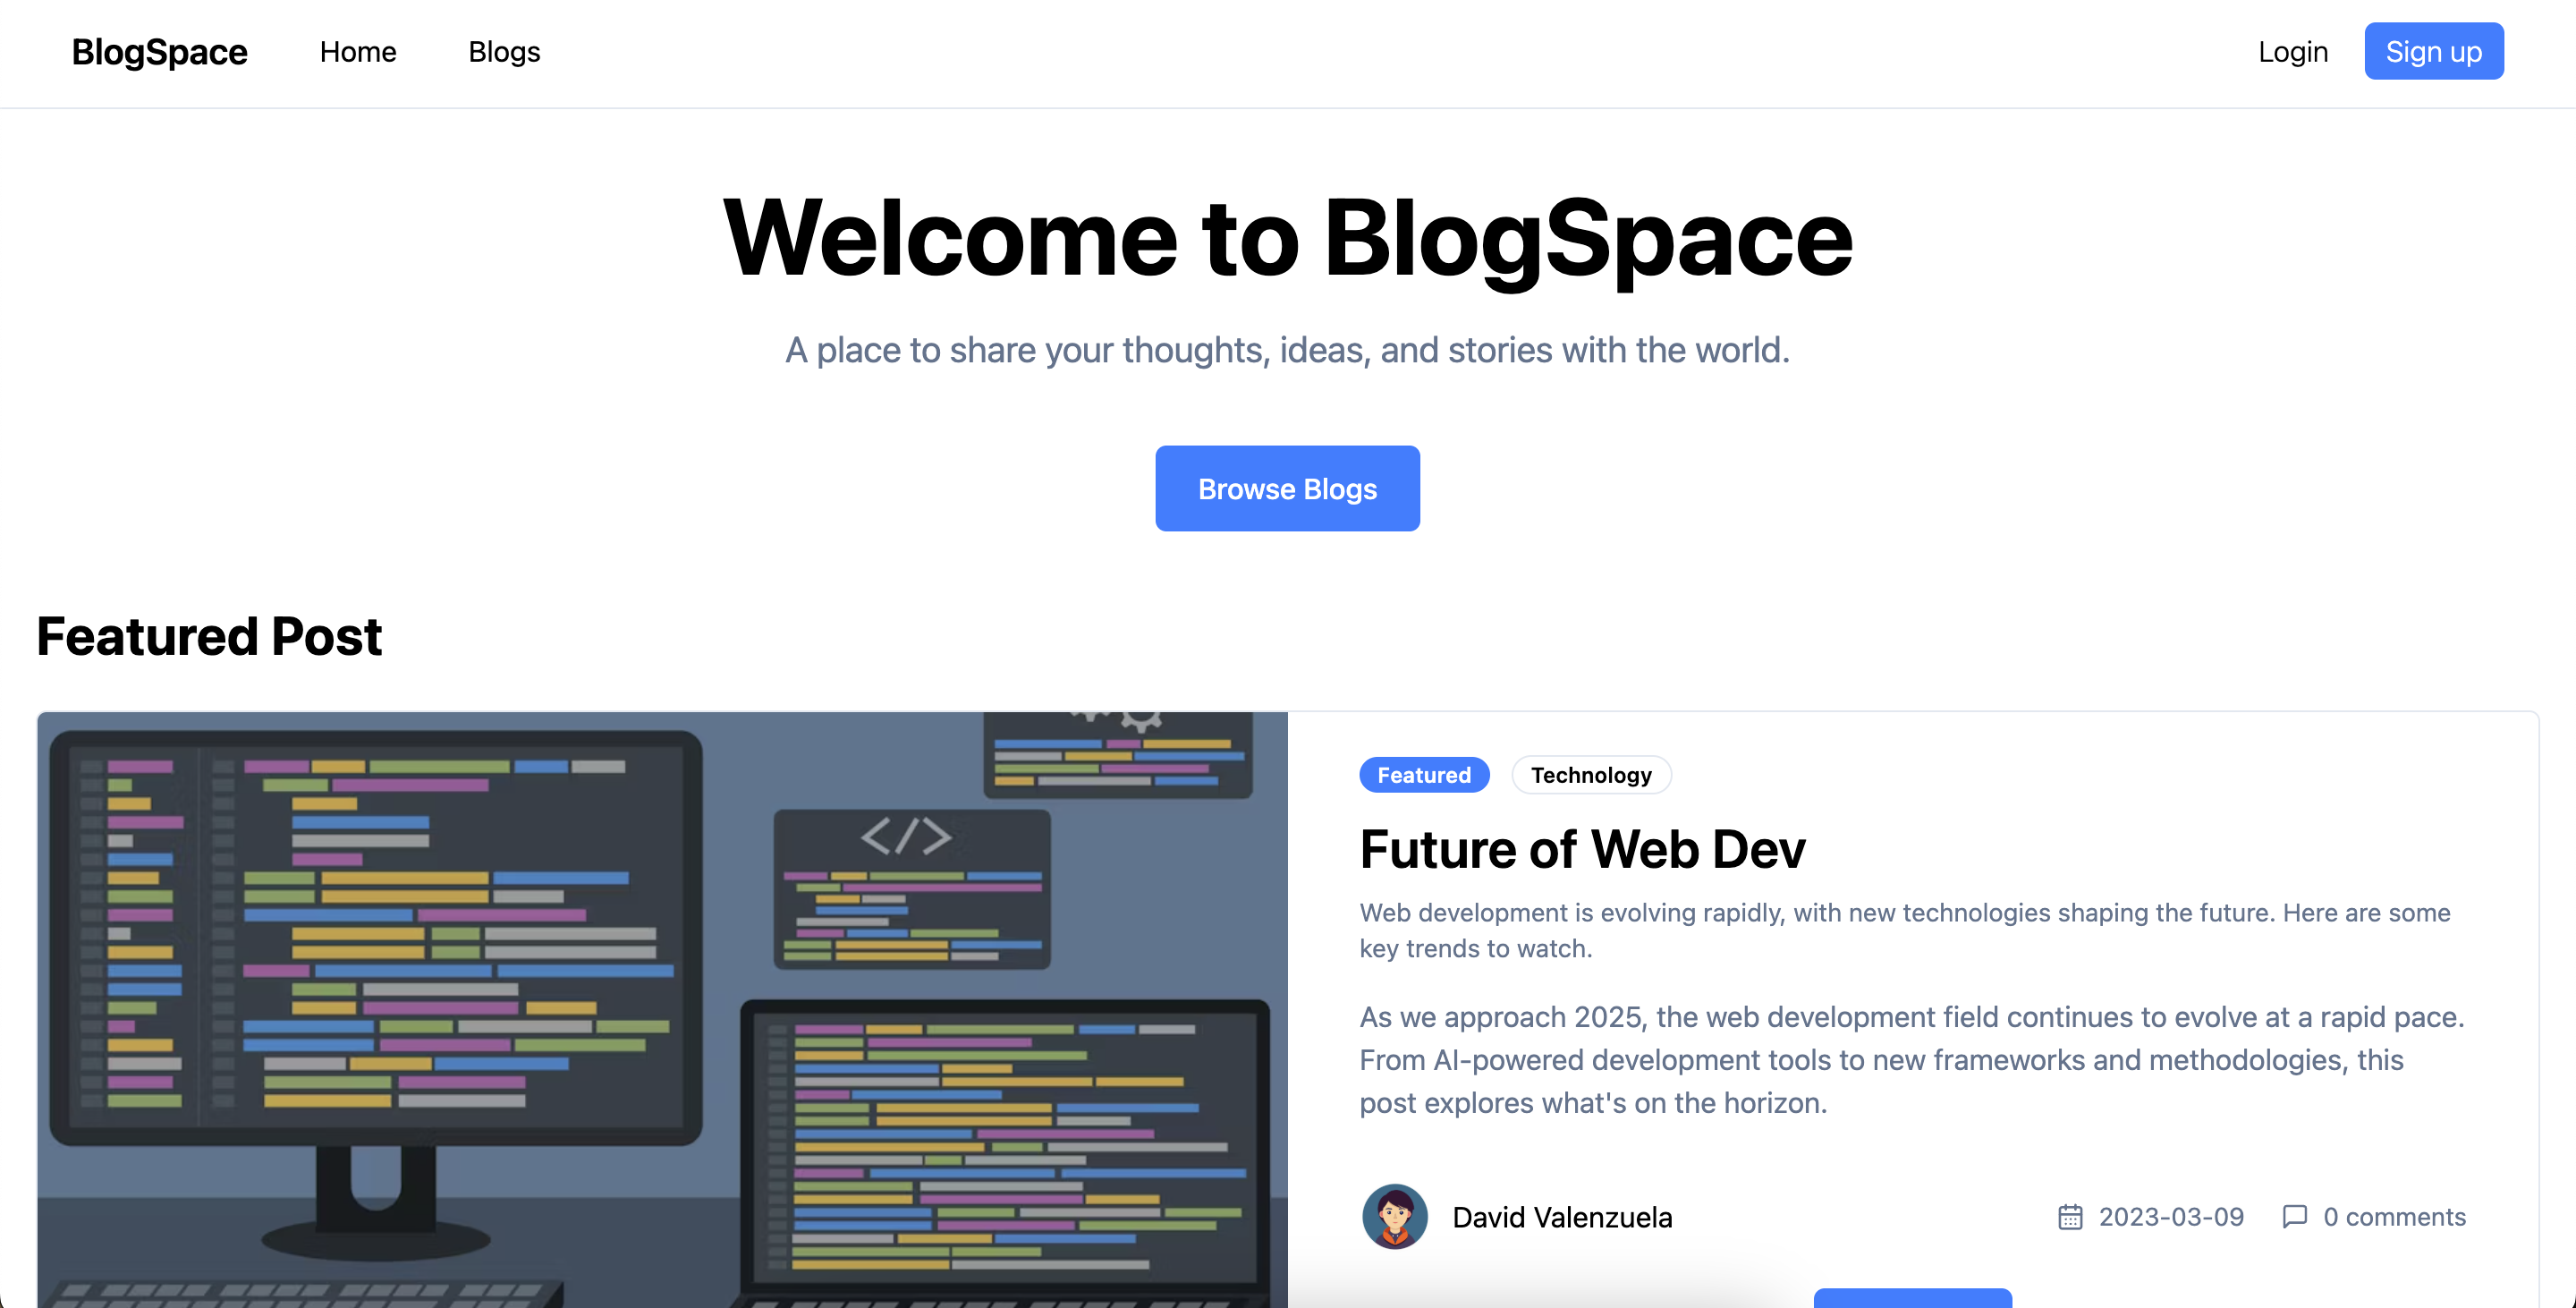 BlogSpace Home Blogs Login Sign up
Welcome to BlogSpace
A place to share your thoughts, ideas, and stories with the world.
Browse Blogs
Featured Post
</>
Featured Technology
Future of Web Dev
Web development is evolving rapidly, with new technologies shaping the future. Here are some
key trends to watch.
As we approach 2025, the web development field continues to evolve at a rapid pace.
From AI-powered development tools to new frameworks and methodologies, this
post explores what's on the horizon.
David Valenzuela 2023-03-09 0 comments